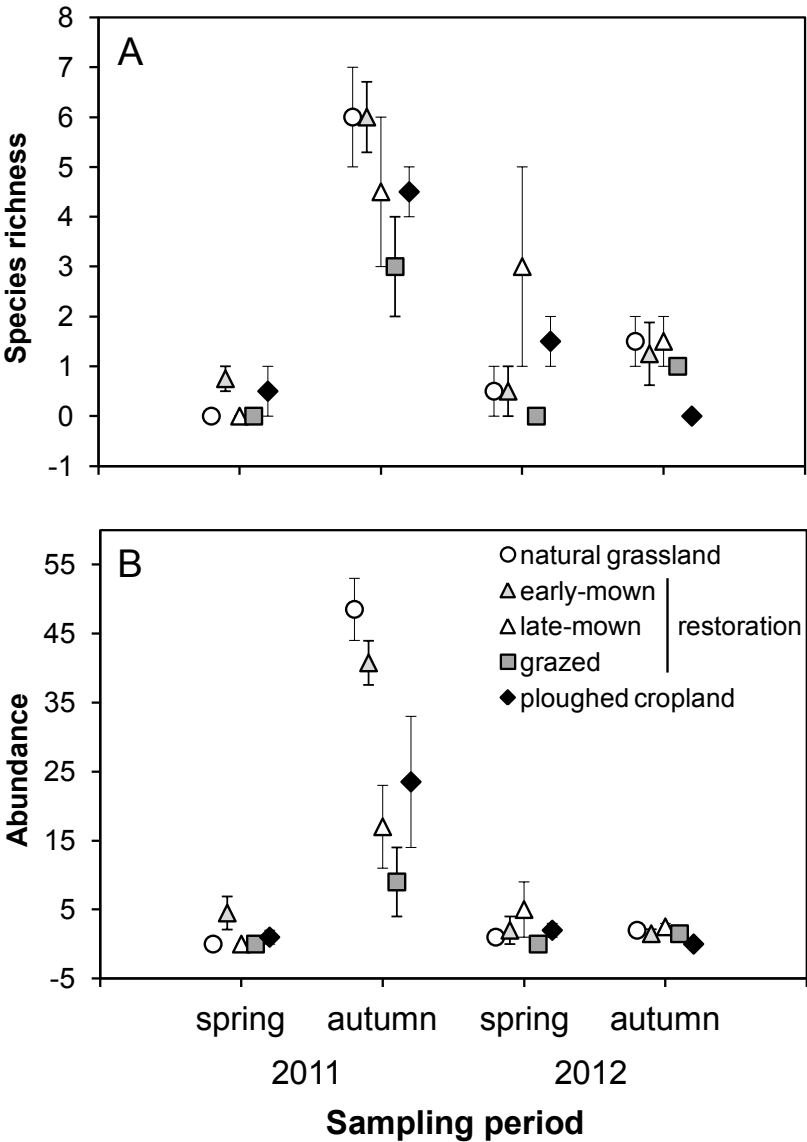 A
Species richness
8
7
6
5
4
3
2
1
0
-1
B
Abundance
55
45
35
25
15
5
-5
natural grassland
early-mown
late-mown
restoration
grazed
ploughed cropland
spring autumn spring autumn
2011 2012
Sampling period